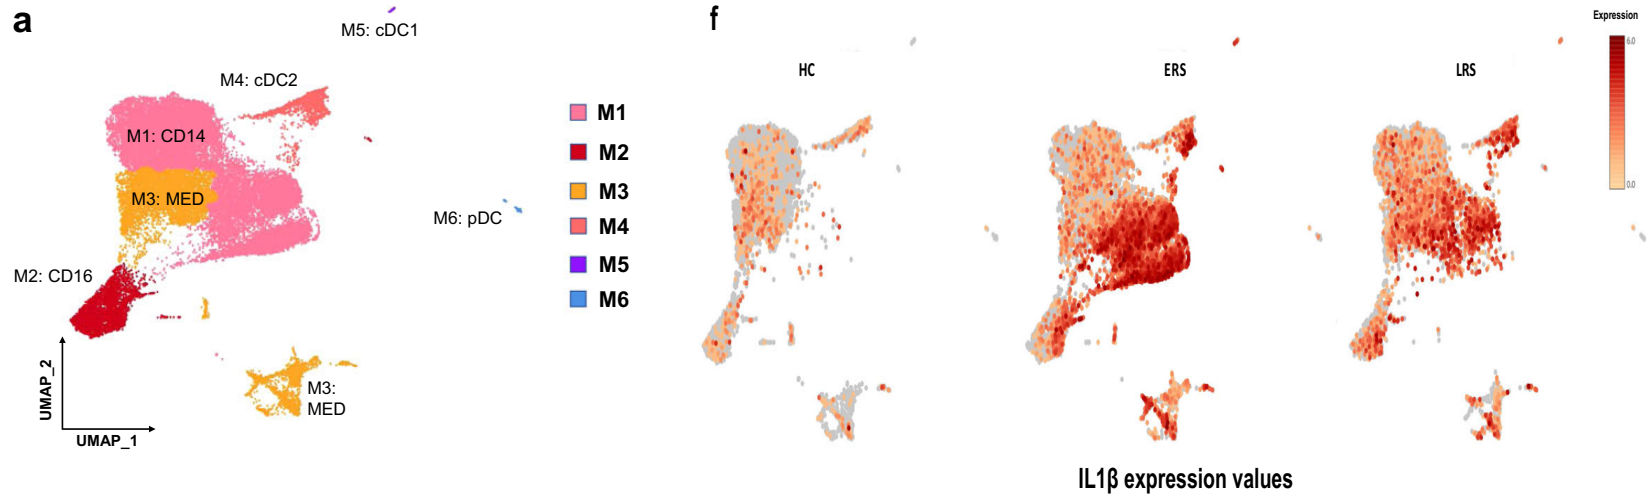 a
M5: cDC1
M4: cDC2
M1: CD14
M3: MED
M6: pDC
M2: CD16
M3:
MED
UMAP_2
UMAP_1
M1
M2
M3
M4
M5
M6
f
Expression
6.0
0.0
HC
ERS
LRS
IL1β expression values